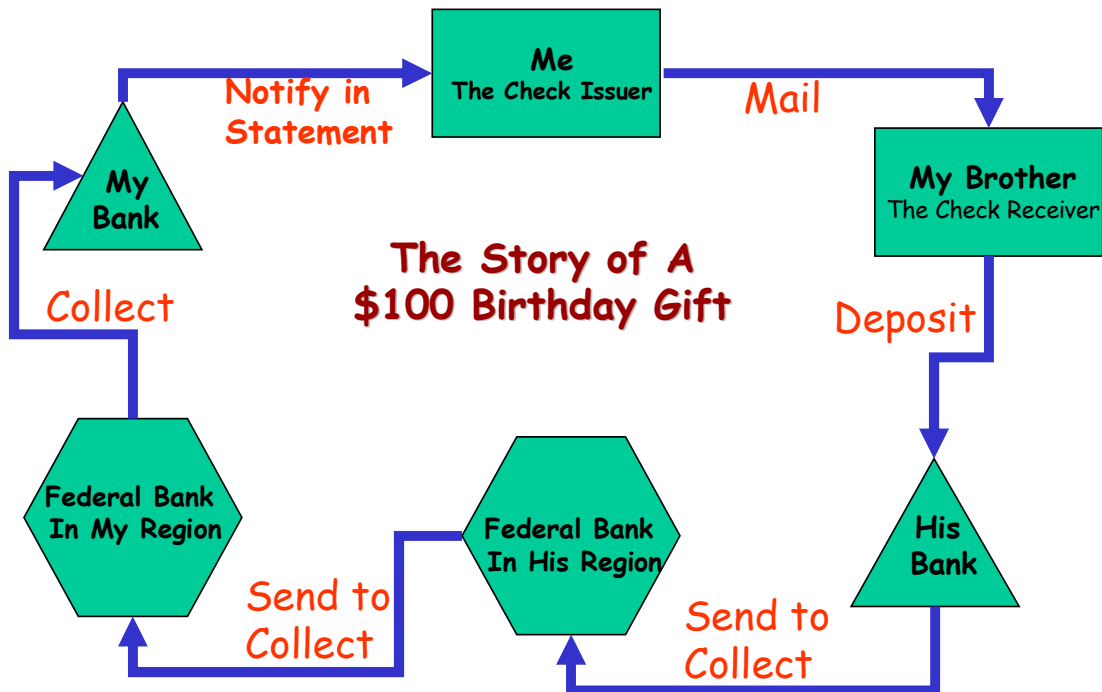 Me
The Check Issuer
Notify in
Statement
Mail
My Brother
The Check Receiver
My
Bank
The Story of A
$100 Birthday Gift
Collect
Deposit
Federal Bank
In My Region
Federal Bank
In His Region
His
Bank
Send to
Collect
Send to
Collect